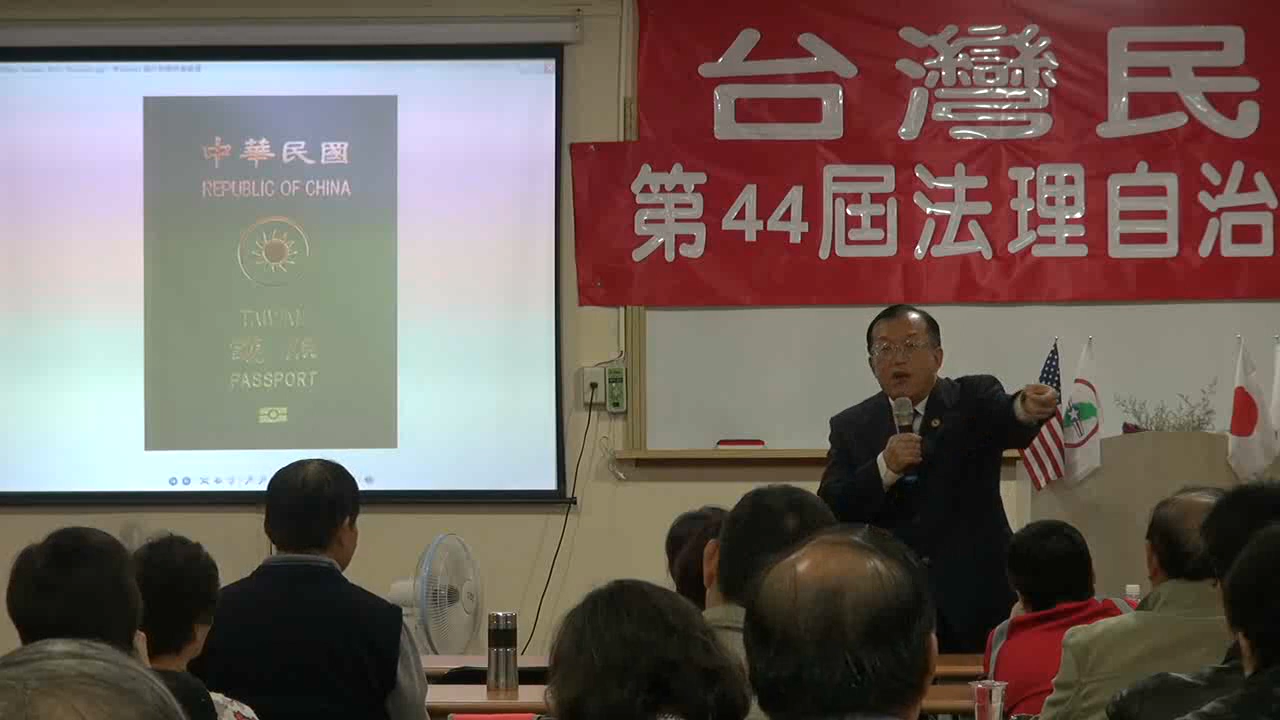 中華民國
REPUBLIC OF CHINA
TAIWAN
護照
PASSPORT
台灣民
第44屆法理自治